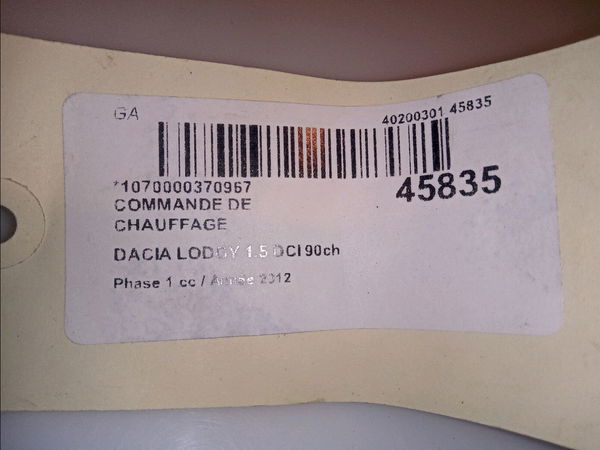 GA
40200301 45835
*1070000370967
45835
COMMANDE DE
CHAUFFAGE
DACIA LODGY 1.5 DCI 90ch
Phase 1 cc / Année 2012